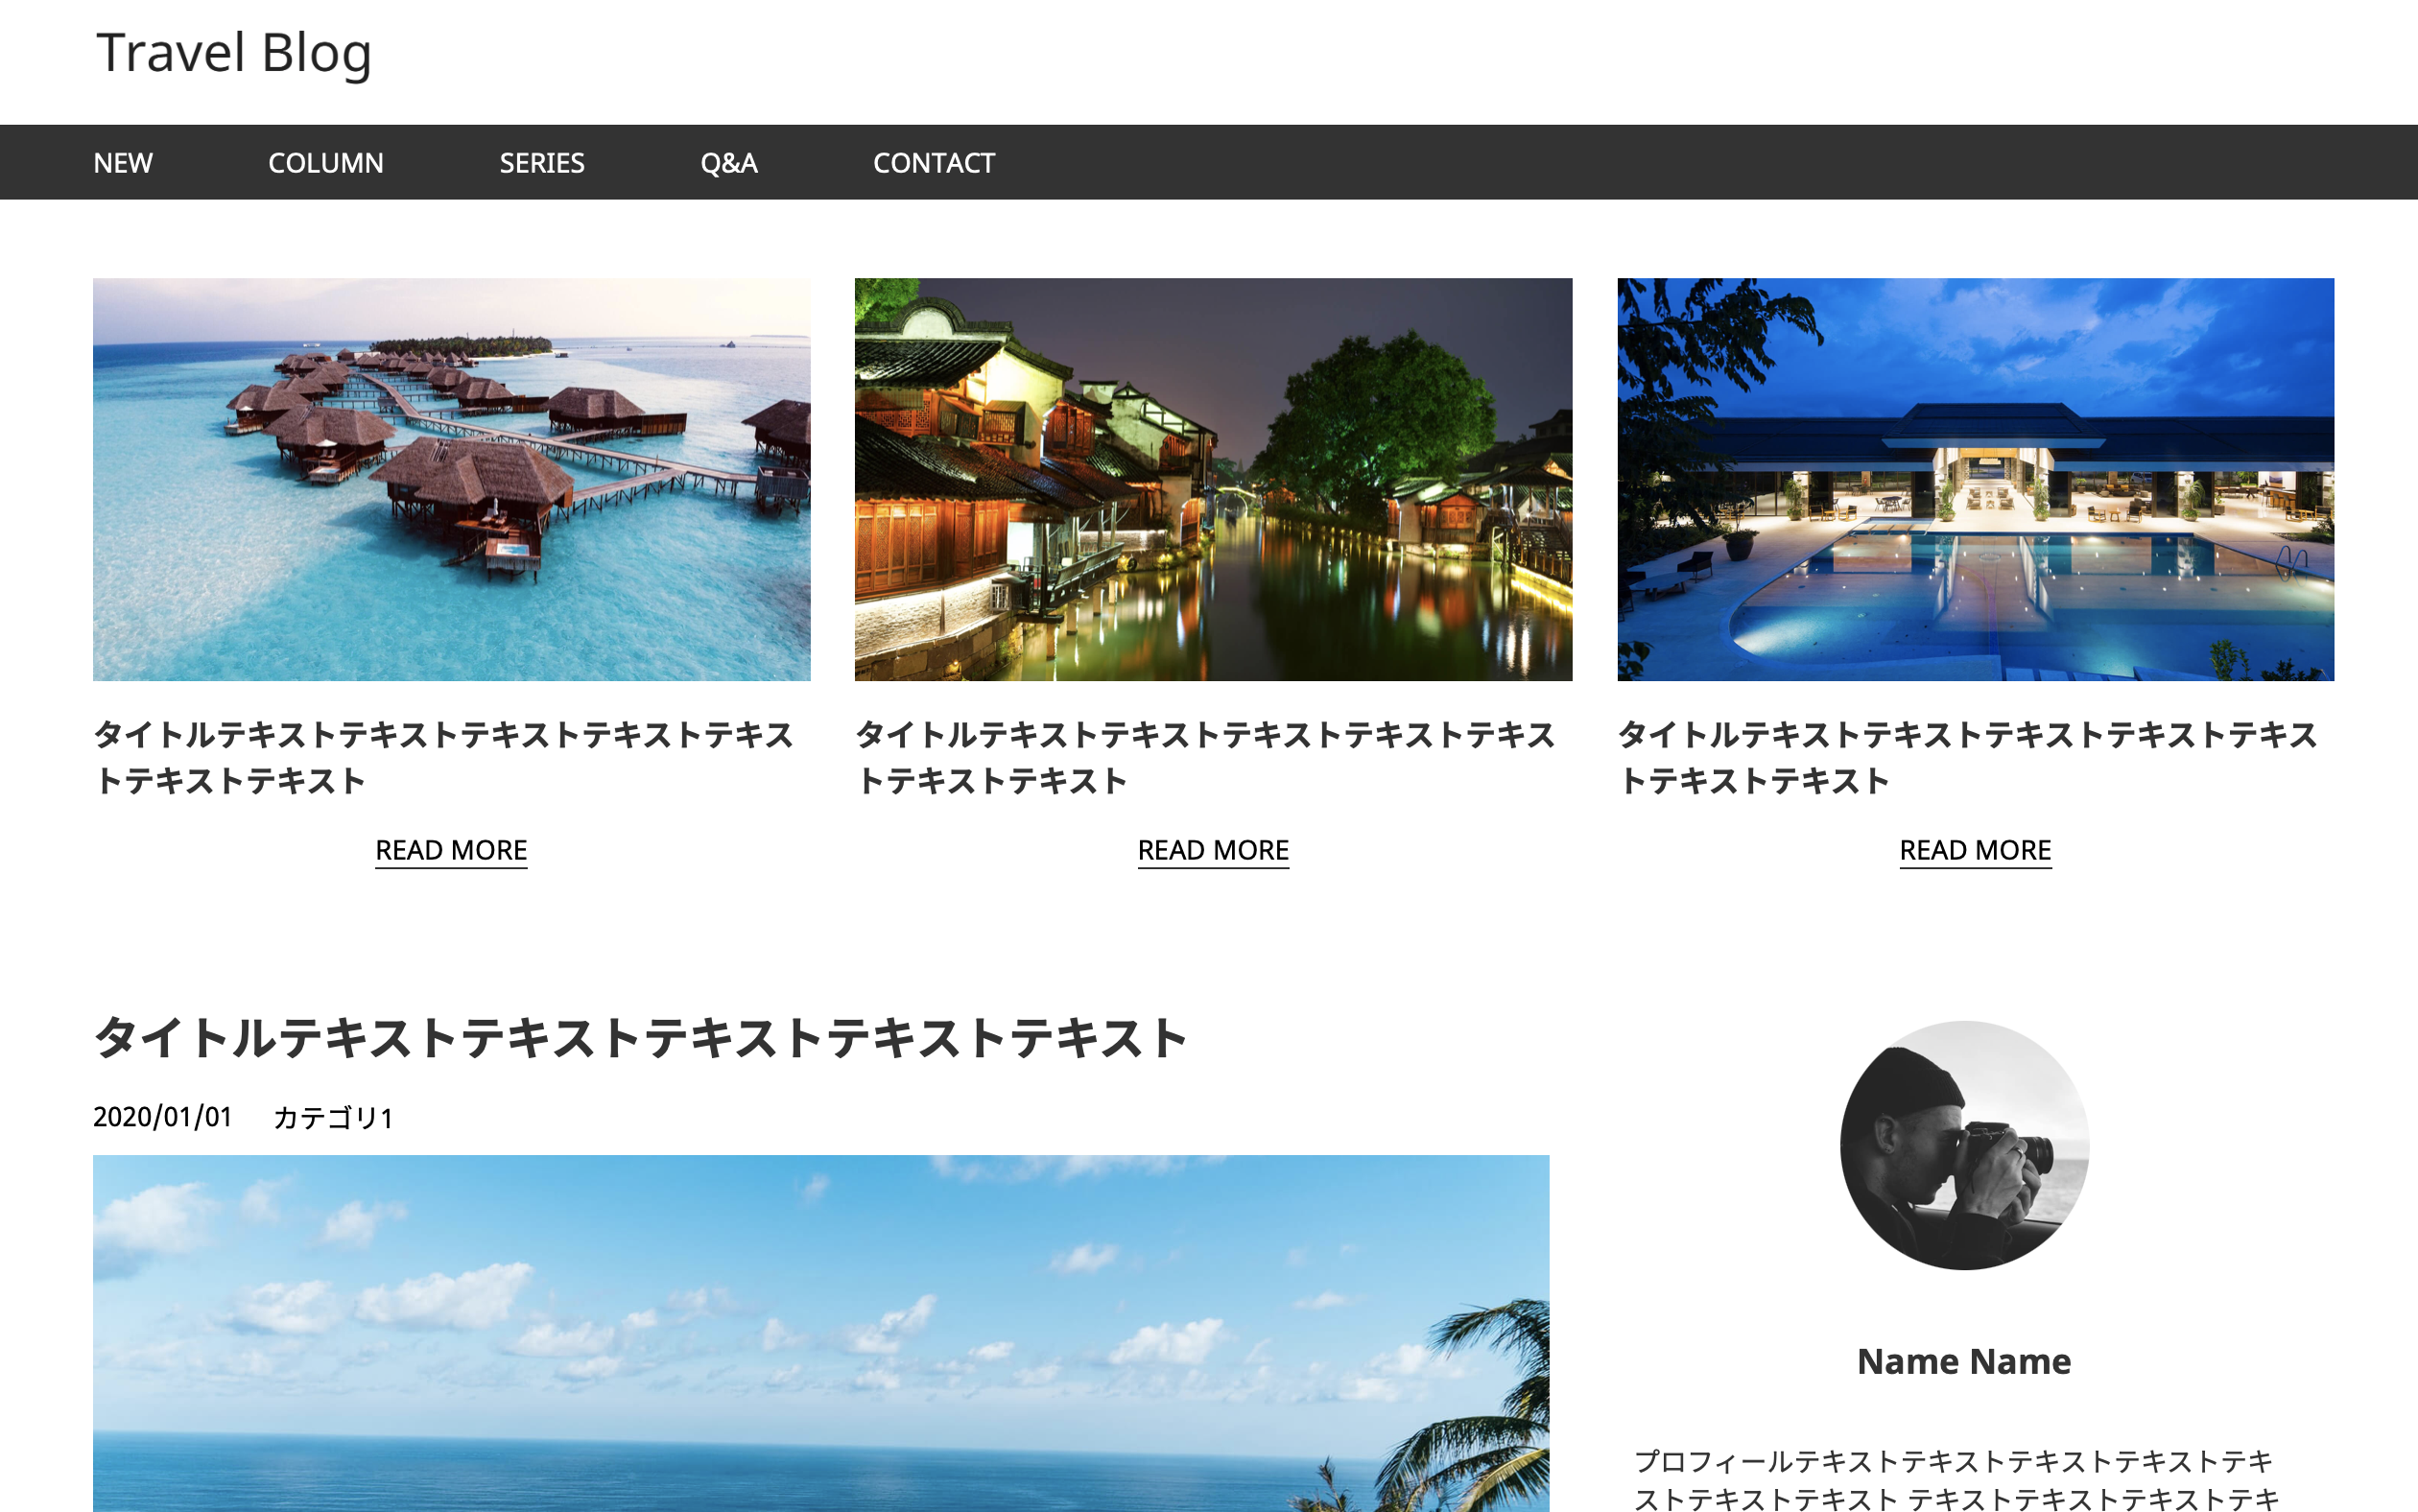 Travel Blog
NEW COLUMN SERIES Q&A CONTACT
タイトルテキストテキストテキストテキストテキス
トテキストテキスト
READ MORE
タイトルテキストテキストテキストテキストテキス
トテキストテキスト
READ MORE
タイトルテキストテキストテキストテキストテキス
トテキストテキスト
READ MORE
タイトルテキストテキストテキストテキストテキストテキスト
2020/01/01 カテゴリ1
Name Name
プロフィールテキストテキストテキストテキストテキ
ストテキストテキスト テキストテキストテキストテキ